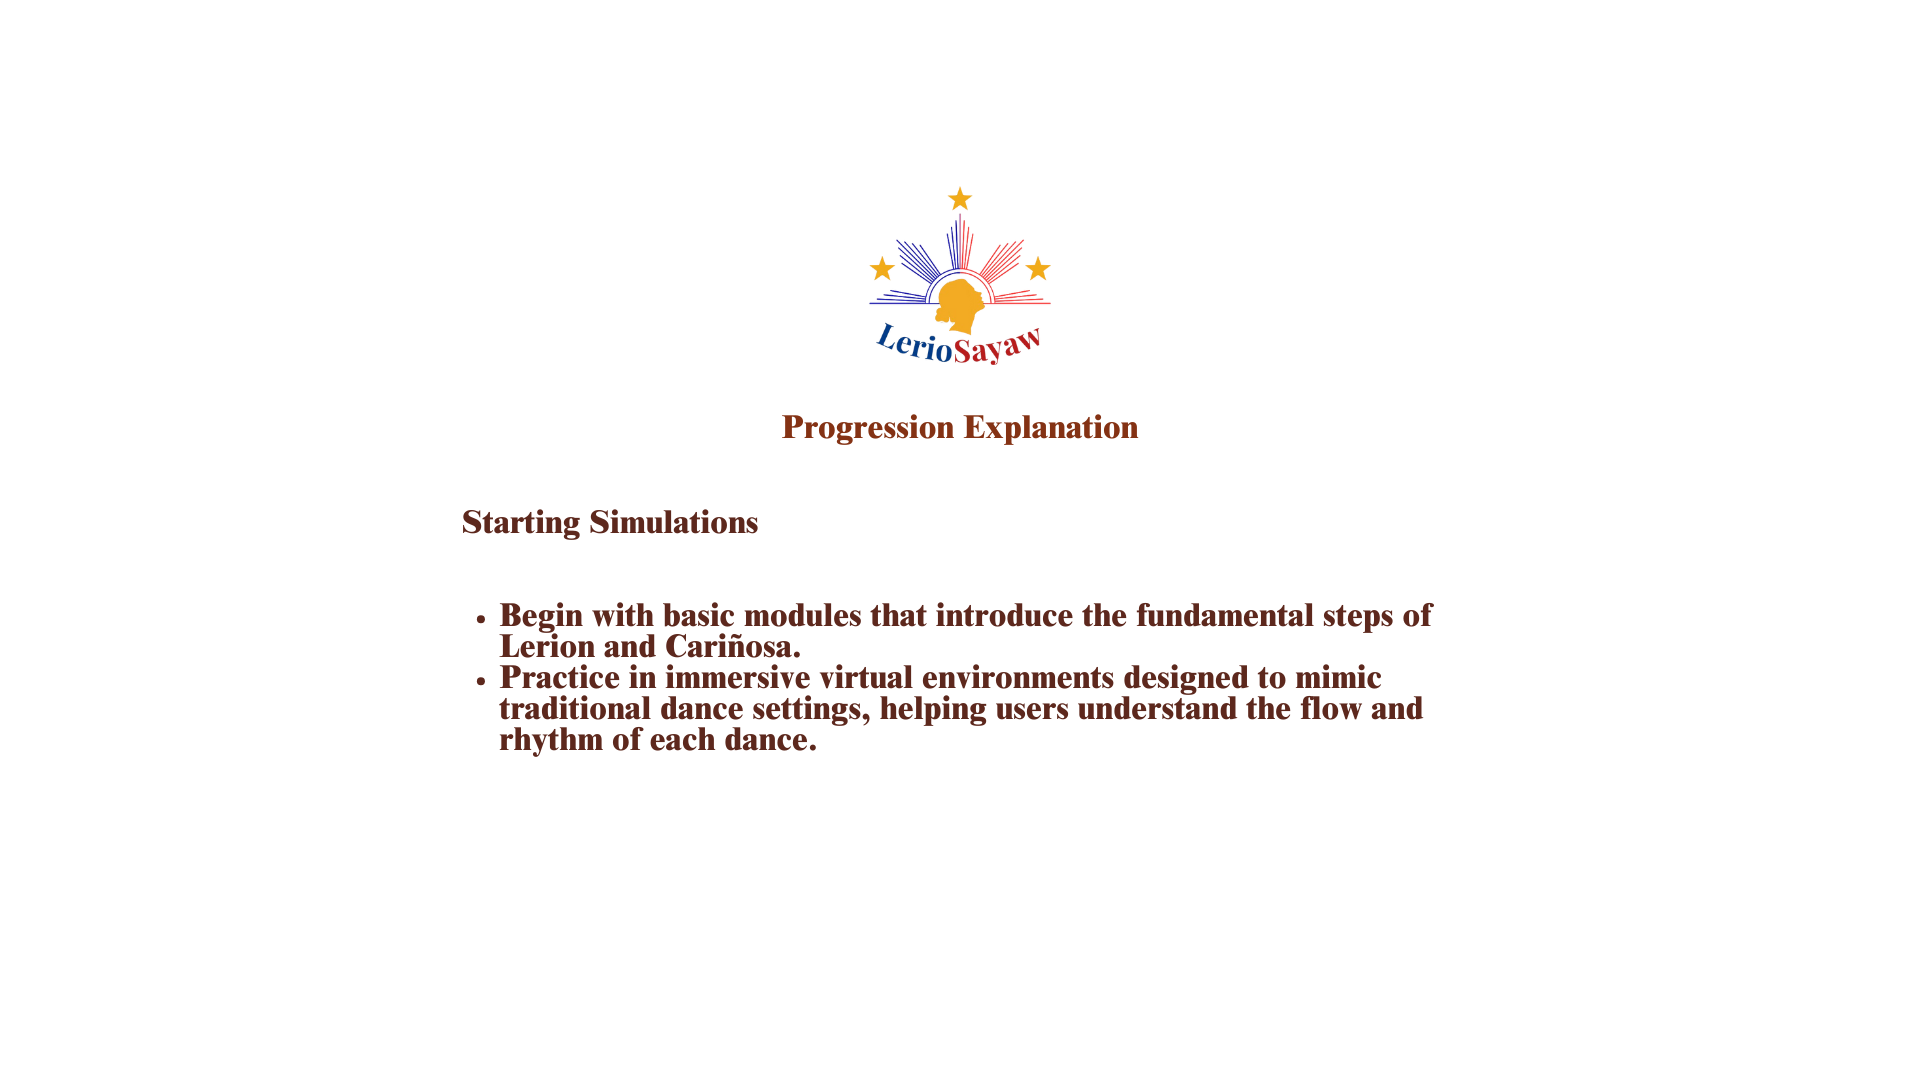 LerioSayaw
Progression Explanation
Starting Simulations
• Begin with basic modules that introduce the fundamental steps of
Lerion and Cariñosa.
• Practice in immersive virtual environments designed to mimic
traditional dance settings, helping users understand the flow and
rhythm of each dance.